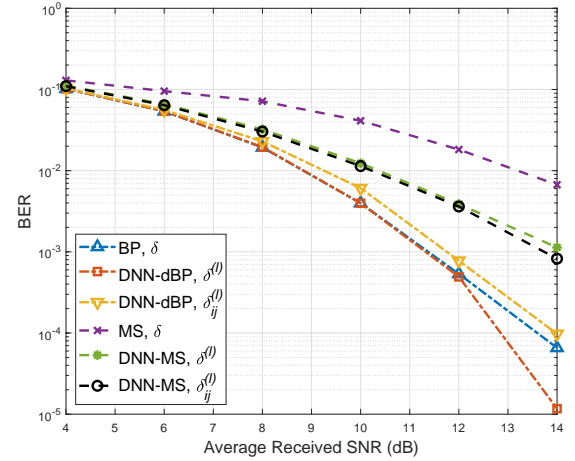 10^0
10^-1
10^-2
10^-3
10^-4
10^-5
BER
BP, δ
DNN-dBP, δ^(l)
DNN-dBP, δ_ij^(l)
MS, δ
DNN-MS, δ^(l)
DNN-MS, δ_ij^(l)
4 5 6 7 8 9 10 11 12 13 14
Average Received SNR (dB)